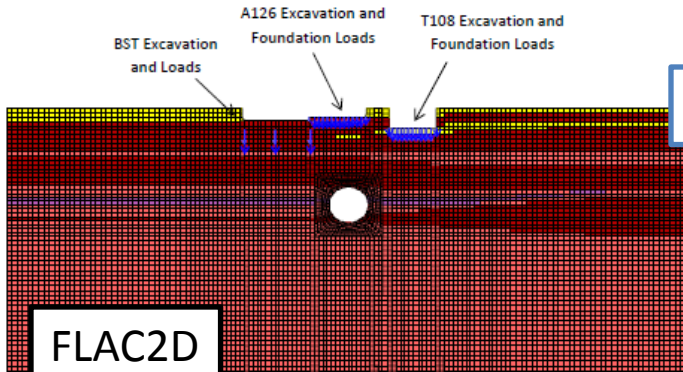 A126 Excavation and
Foundation Loads
T108 Excavation and
Foundation Loads
BST Excavation
and Loads
FLAC2D